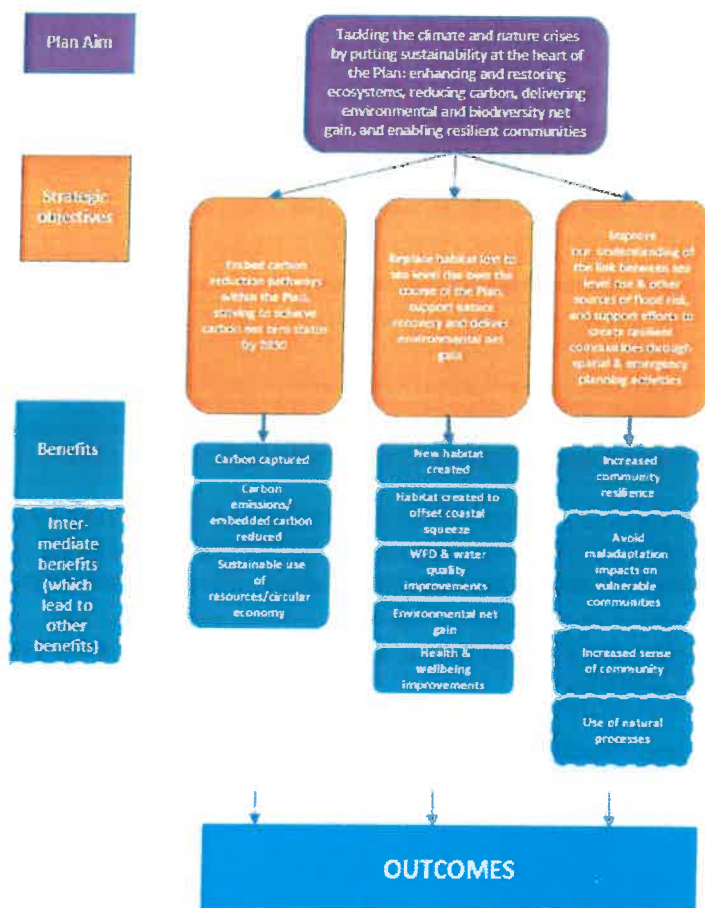 Plan Aim
Tackling the climate and nature crises
by putting sustainability at the heart of
the Plan: enhancing and restoring
ecosystems, reducing carbon, delivering
environmental and biodiversity net
gain, and enabling resilient communities
Strategic
objectives
Embed carbon
reduction pathways
within the Plan,
striving to achieve
carbon net zero status
by 2030
Replace habitat lost to
sea level rise over the
course of the Plan,
support nature
recovery and deliver
environmental net
gain
Improve
our understanding of
the link between sea
level rise & other
sources of flood risk,
and support efforts to
create resilient
communities through
spatial & emergency
planning activities
Benefits
Inter-
mediate
benefits
(which
lead to
other
benefits)
Carbon captured
Carbon
emissions/
embedded carbon
reduced
Sustainable use of
resources/circular
economy
New habitat
created
Habitat created to
offset coastal
squeeze
WFD & water
quality
improvements
Environmental net
gain
Health &
wellbeing
improvements
Increased
community
resilience
Avoid
maladaptation
impacts on
vulnerable
communities
Increased sense
of community
Use of natural
processes
OUTCOMES